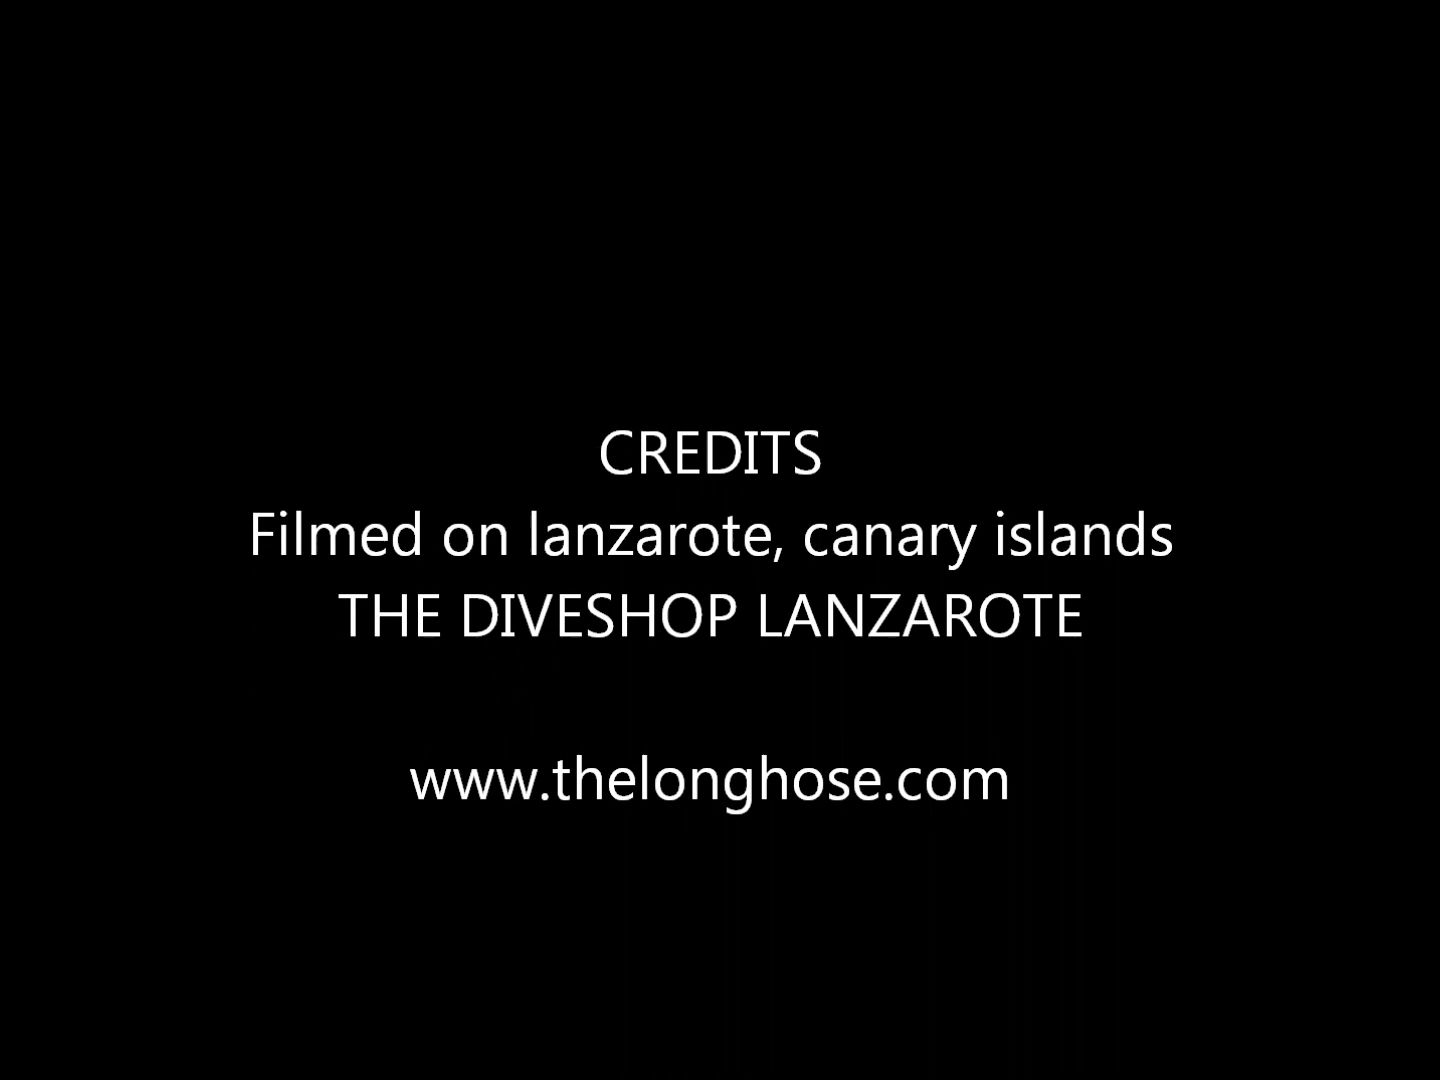 CREDITS
Filmed on lanzarote, canary islands
THE DIVESHOP LANZAROTE
www.thelonghose.com